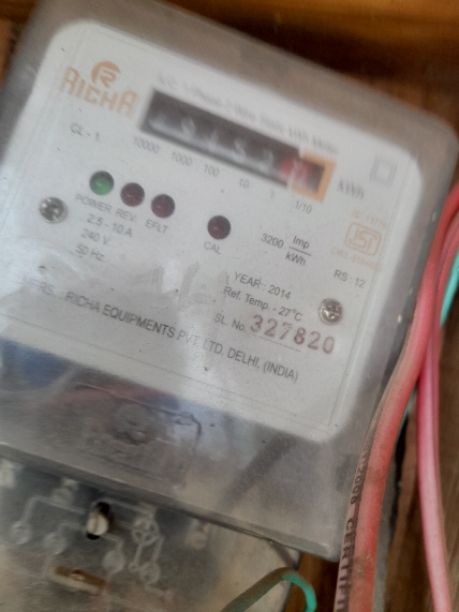 RICHA
CL - 1
10000 1000 100 10 1 1/10
kWh
POWER REV. EFLT
CAL
3200 Imp/kWh
2.5 - 10 A
240 V
50 Hz
RS : 12
YEAR - 2014
Ref. Temp. - 27°C
SL. No. 327820
RICHA EQUIPMENTS PVT. LTD. DELHI, (INDIA)